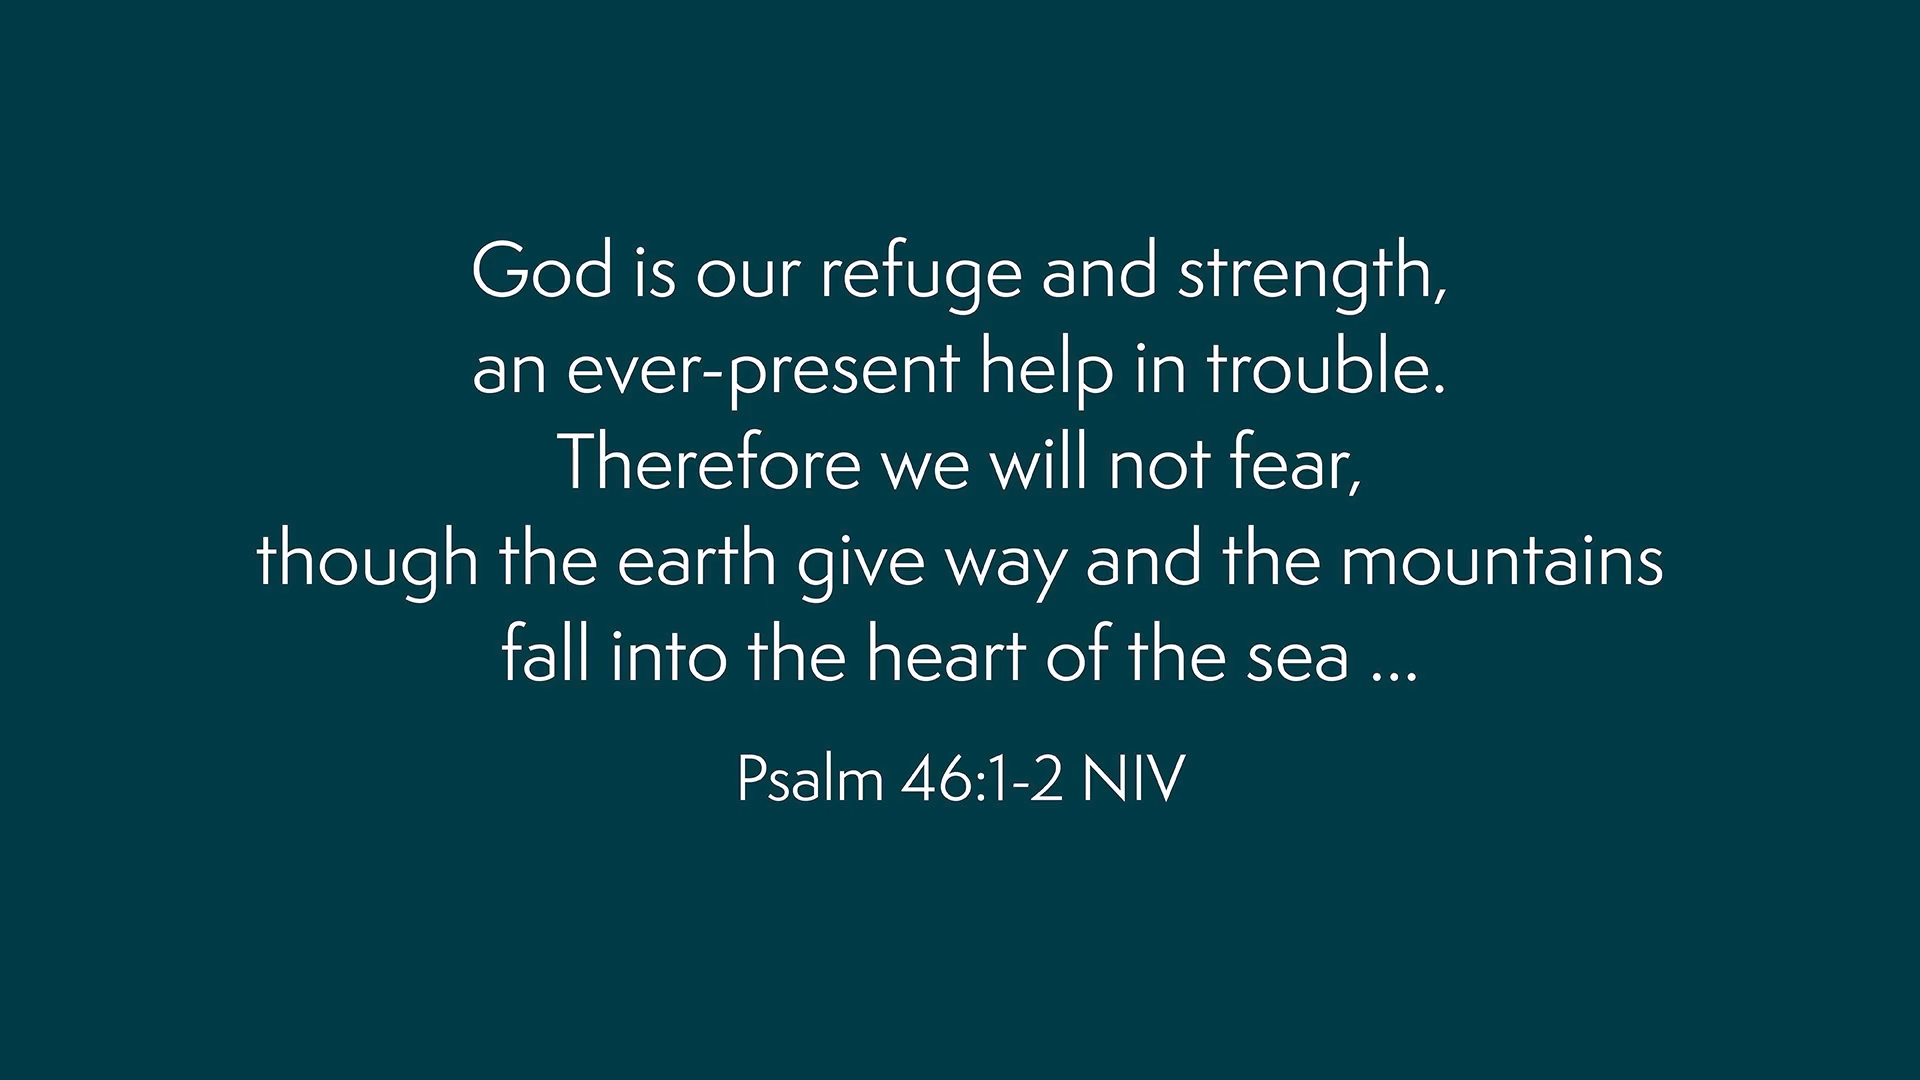 God is our refuge and strength,
an ever-present help in trouble.
Therefore we will not fear,
though the earth give way and the mountains
fall into the heart of the sea ...
Psalm 46:1-2 NIV